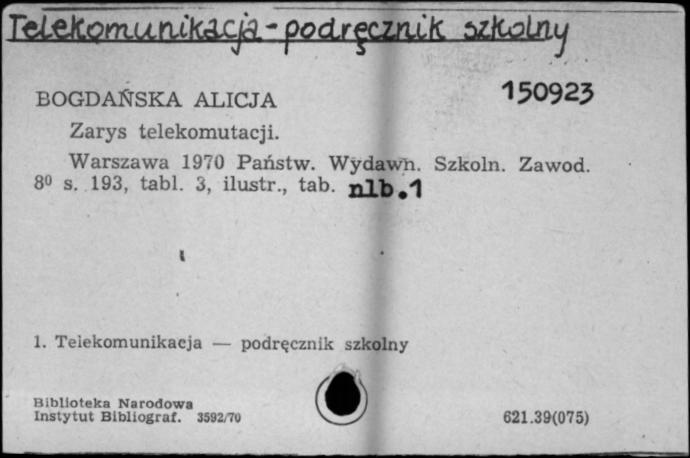 Telekomunikacja - podręcznik szkolny
150923
BOGDAŃSKA ALICJA
Zarys telekomutacji.
Warszawa 1970 Państw. Wydawn. Szkoln. Zawod.
8⁰ s. 193, tabl. 3, ilustr., tab. nlb.1
1. Telekomunikacja — podręcznik szkolny
Biblioteka Narodowa
Instytut Bibliograf. 3592/70
621.39(075)